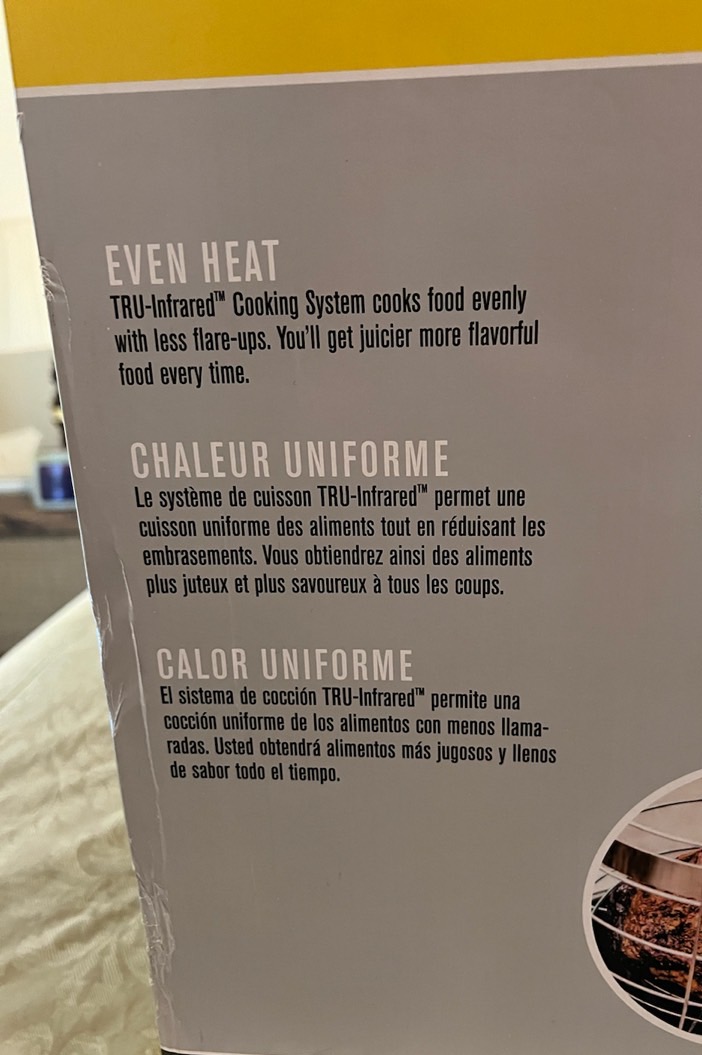 EVEN HEAT
TRU-Infrared™ Cooking System cooks food evenly
with less flare-ups. You'll get juicier more flavorful
food every time.
CHALEUR UNIFORME
Le système de cuisson TRU-Infrared™ permet une
cuisson uniforme des aliments tout en réduisant les
embrasements. Vous obtiendrez ainsi des aliments
plus juteux et plus savoureux à tous les coups.
CALOR UNIFORME
El sistema de cocción TRU-Infrared™ permite una
cocción uniforme de los alimentos con menos llama-
radas. Usted obtendrá alimentos más jugosos y llenos
de sabor todo el tiempo.